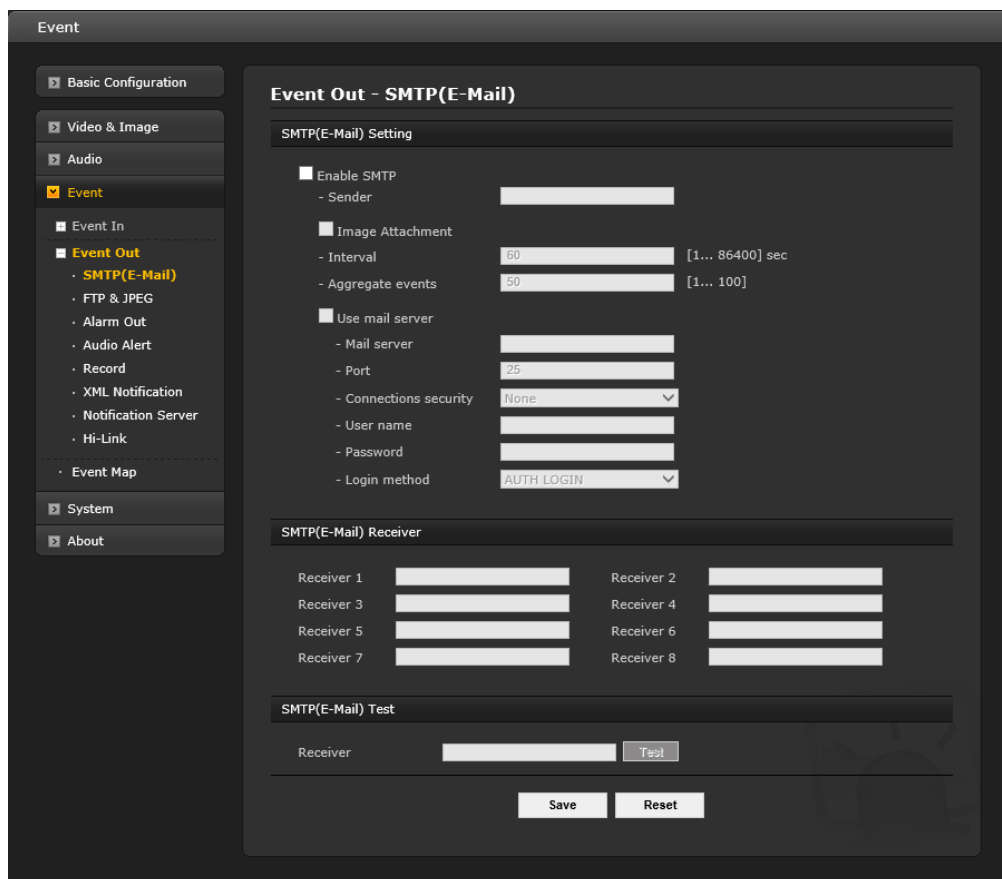 Event
Basic Configuration
Video & Image
Audio
Event
Event In
Event Out
· SMTP(E-Mail)
· FTP & JPEG
· Alarm Out
· Audio Alert
· Record
· XML Notification
· Notification Server
· Hi-Link
· Event Map
System
About
Event Out - SMTP(E-Mail)
SMTP(E-Mail) Setting
Enable SMTP
- Sender
Image Attachment
- Interval 60 [1... 86400] sec
- Aggregate events 50 [1... 100]
Use mail server
- Mail server
- Port 25
- Connections security None
- User name
- Password
- Login method AUTH LOGIN
SMTP(E-Mail) Receiver
Receiver 1 Receiver 2
Receiver 3 Receiver 4
Receiver 5 Receiver 6
Receiver 7 Receiver 8
SMTP(E-Mail) Test
Receiver Test
Save Reset